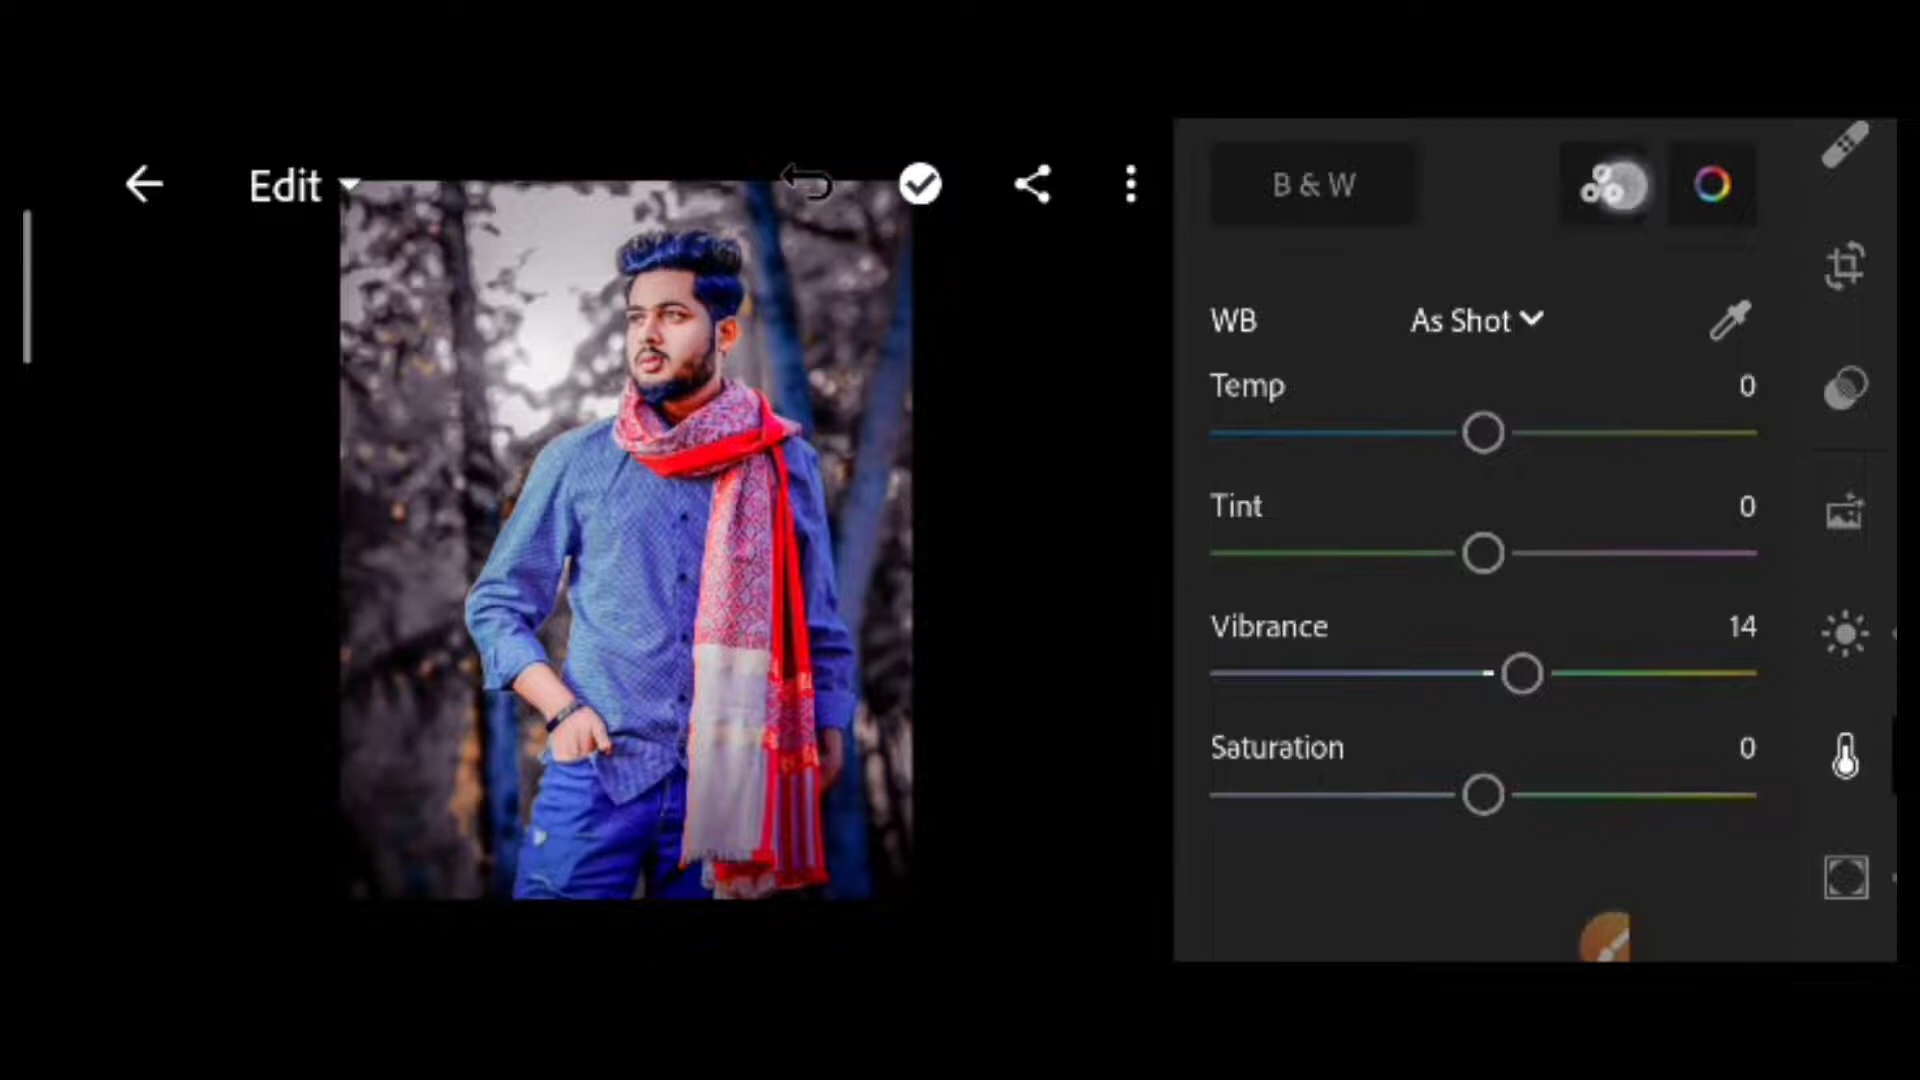 Edit
B & W
WB As Shot
Temp 0
Tint 0
Vibrance 14
Saturation 0